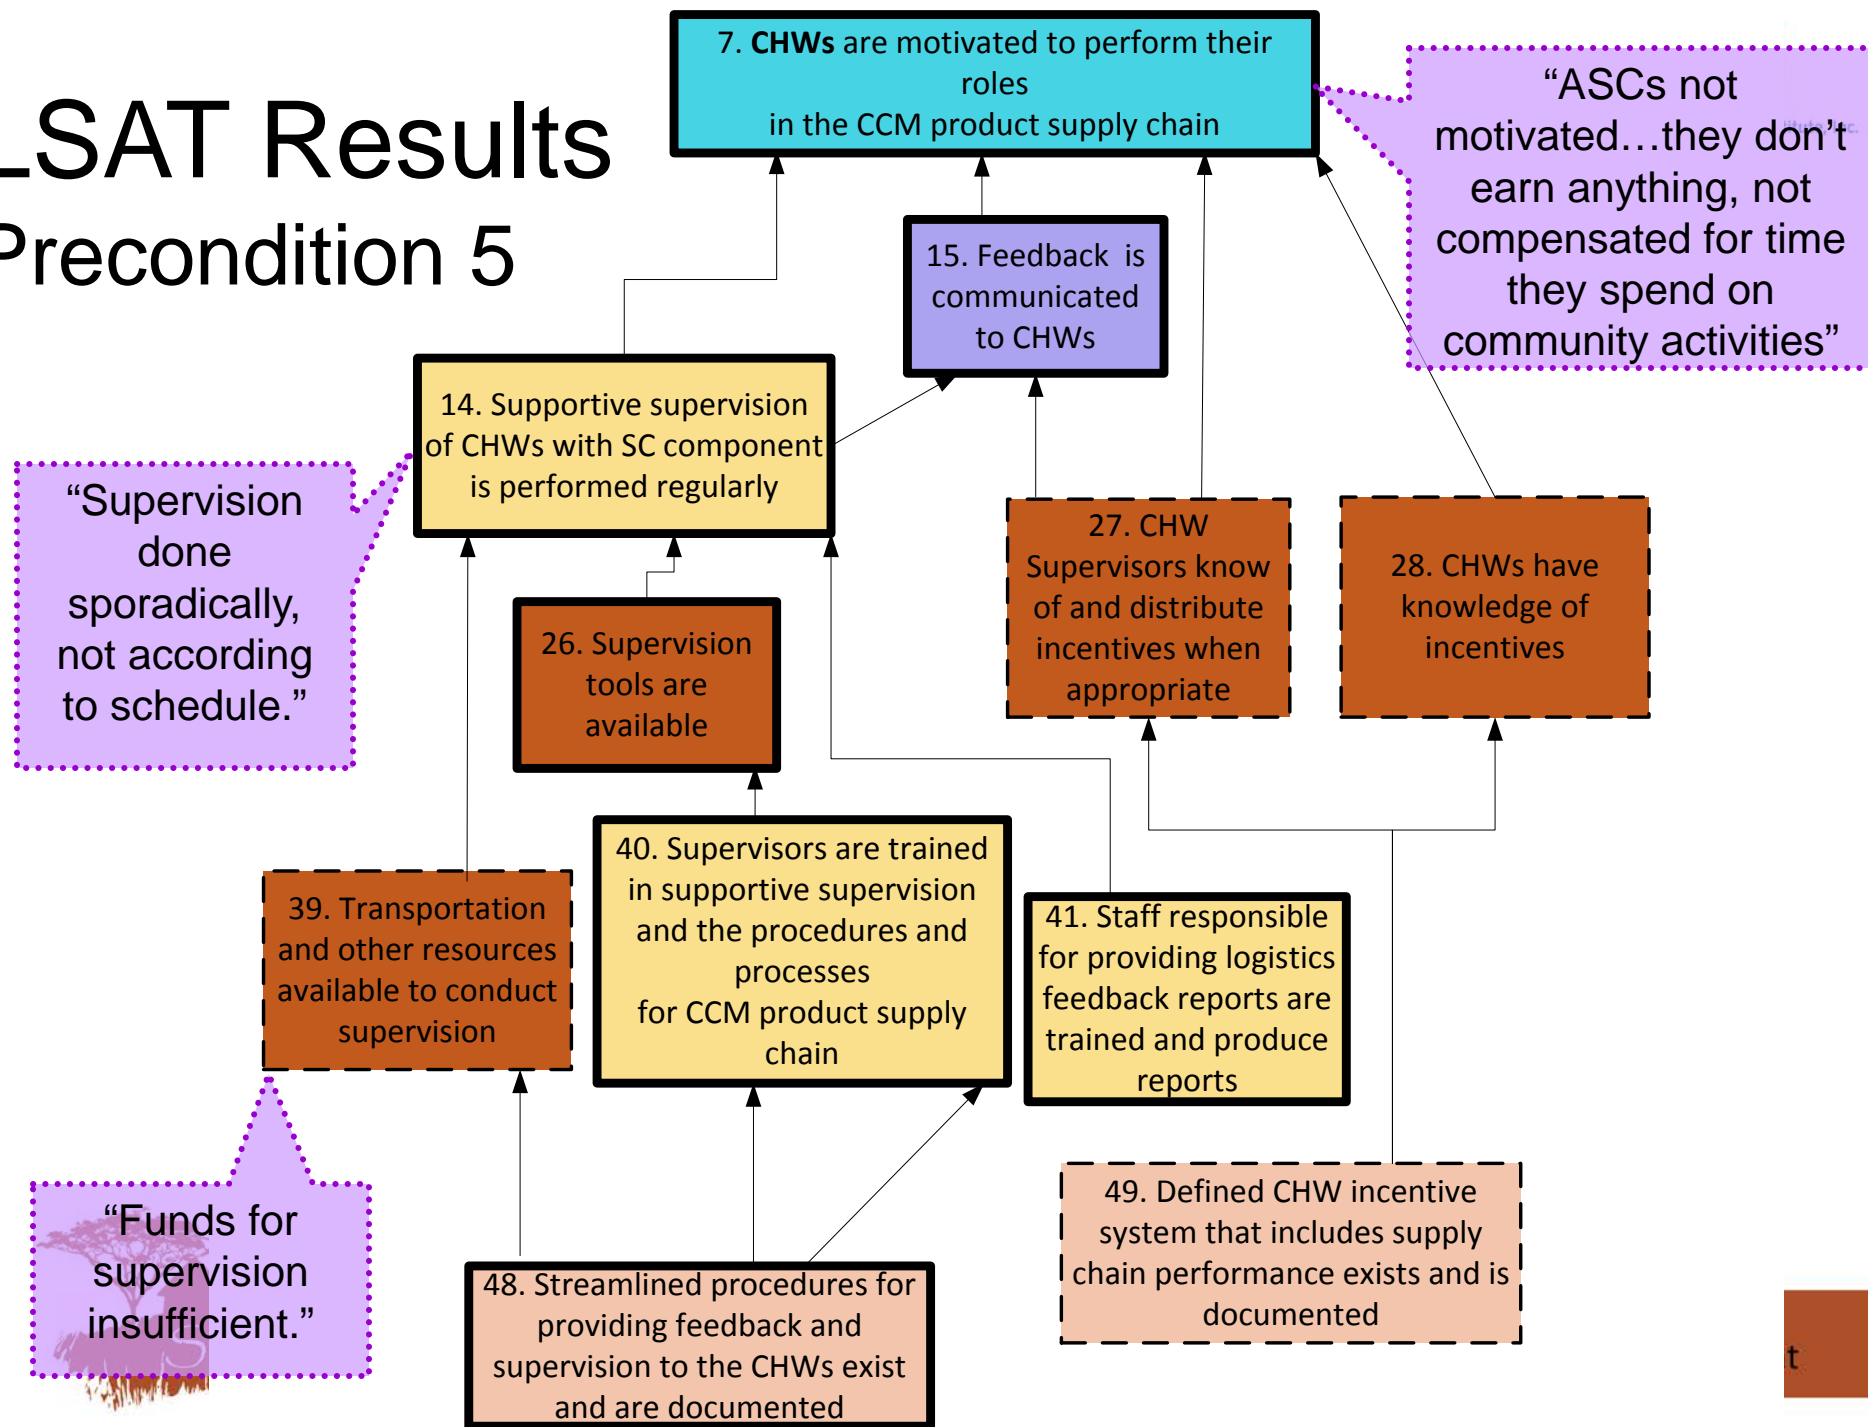 7. CHWs are motivated to perform their
roles
in the CCM product supply chain
LSAT Results
Precondition 5
“ASCs not
motivated…they don’t
earn anything, not
compensated for time
they spend on
community activities”
15. Feedback is
communicated
to CHWs
14. Supportive supervision
of CHWs with SC component
is performed regularly
“Supervision
done
sporadically,
not according
to schedule.”
27. CHW
Supervisors know
of and distribute
incentives when
appropriate
28. CHWs have
knowledge of
incentives
26. Supervision
tools are
available
40. Supervisors are trained
in supportive supervision
and the procedures and
processes
for CCM product supply
chain
39. Transportation
and other resources
available to conduct
supervision
41. Staff responsible
for providing logistics
feedback reports are
trained and produce
reports
“Funds for
supervision
insufficient.”
49. Defined CHW incentive
system that includes supply
chain performance exists and is
documented
48. Streamlined procedures for
providing feedback and
supervision to the CHWs exist
and are documented